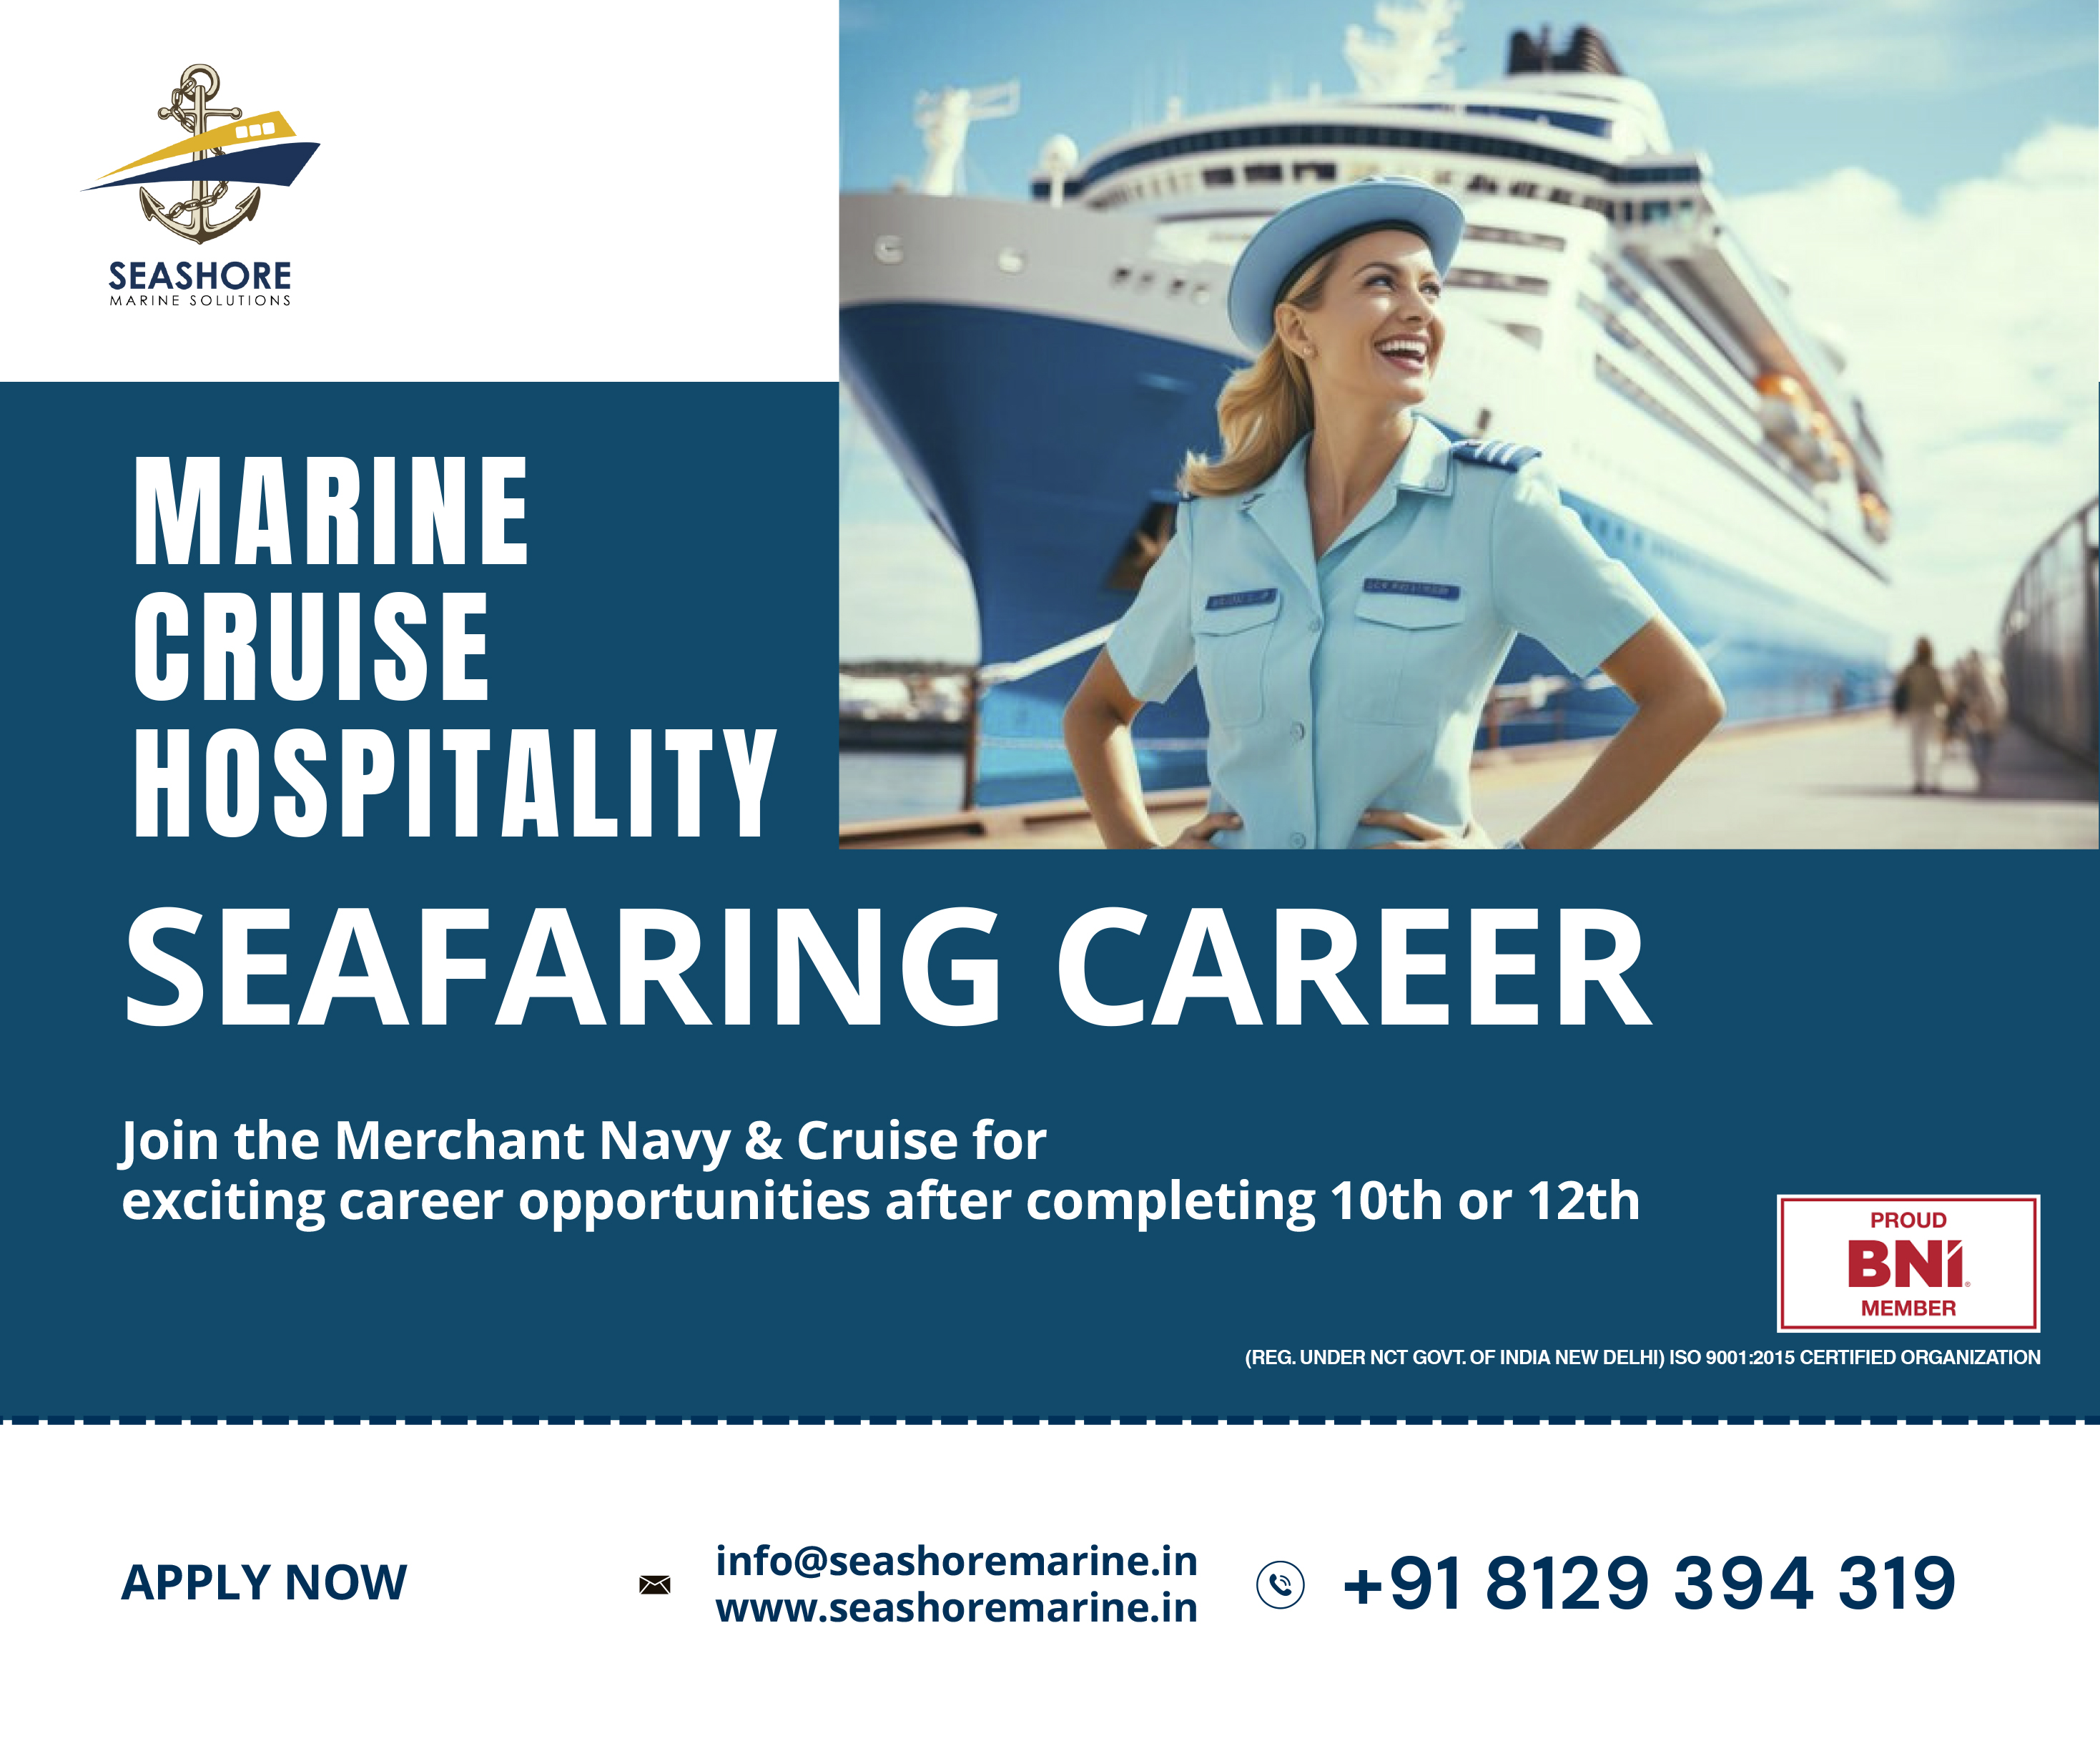 SEASHORE
MARINE SOLUTIONS
MARINE
CRUISE
HOSPITALITY
SEAFARING CAREER
Join the Merchant Navy & Cruise for
exciting career opportunities after completing 10th or 12th
PROUD
BNI
MEMBER
(REG. UNDER NCT GOVT. OF INDIA NEW DELHI) ISO 9001:2015 CERTIFIED ORGANIZATION
APPLY NOW
info@seashoremarine.in
www.seashoremarine.in
+91 8129 394 319